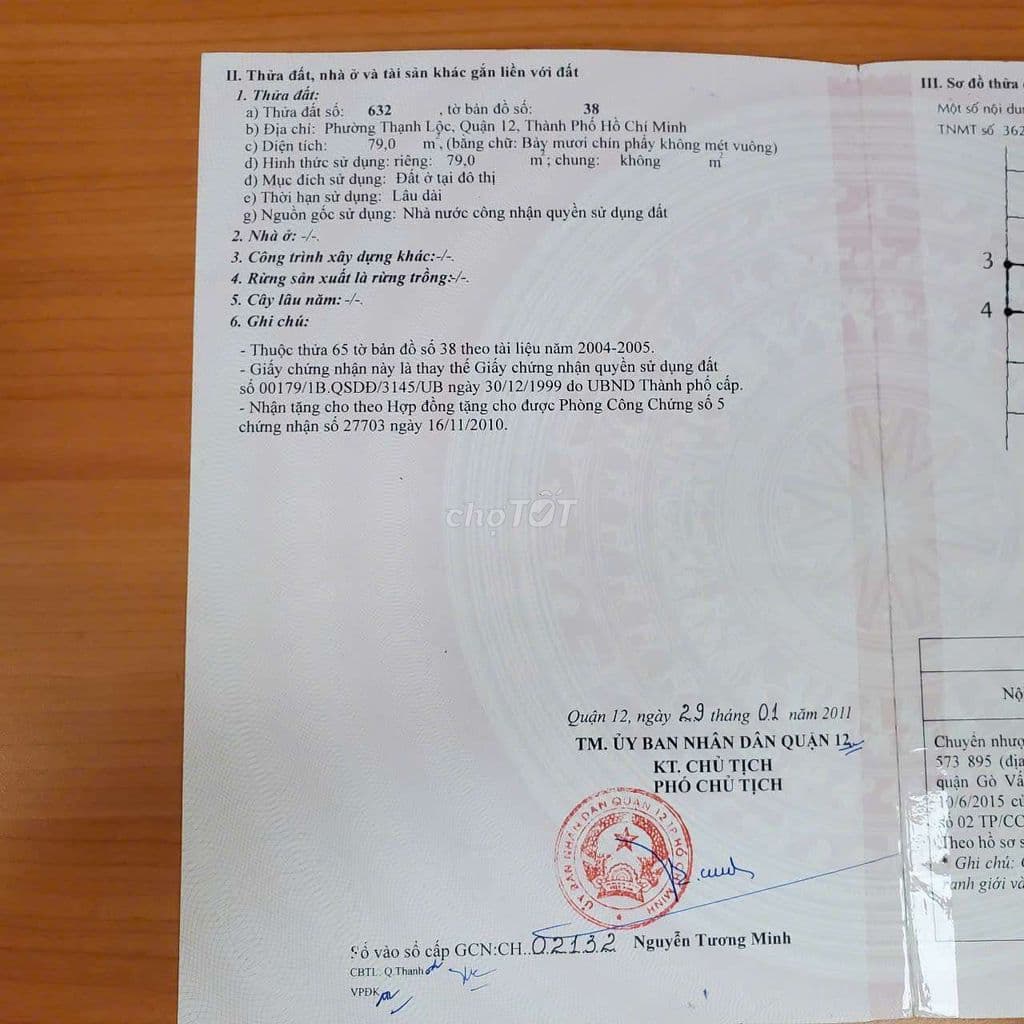 II. Thửa đất, nhà ở và tài sản khác gắn liền với đất
1. Thửa đất:
a) Thửa đất số: 632 , tờ bản đồ số: 38
b) Địa chỉ: Phường Thạnh Lộc, Quận 12, Thành Phố Hồ Chí Minh
c) Diện tích: 79,0 m², (bằng chữ: Bảy mươi chín phẩy không mét vuông)
d) Hình thức sử dụng: riêng: 79,0 m²; chung: không m²
đ) Mục đích sử dụng: Đất ở tại đô thị
e) Thời hạn sử dụng: Lâu dài
g) Nguồn gốc sử dụng: Nhà nước công nhận quyền sử dụng đất
2. Nhà ở: -/-.
3. Công trình xây dựng khác:-/-.
4. Rừng sản xuất là rừng trồng:-/-.
5. Cây lâu năm: -/-.
6. Ghi chú:
- Thuộc thửa 65 tờ bản đồ số 38 theo tài liệu năm 2004-2005.
- Giấy chứng nhận này là thay thế Giấy chứng nhận quyền sử dụng đất
số 00179/1B.QSDĐ/3145/UB ngày 30/12/1999 do UBND Thành phố cấp.
- Nhận tặng cho theo Hợp đồng tặng cho được Phòng Công Chứng số 5
chứng nhận số 27703 ngày 16/11/2010.
chợTỐT
Quận 12, ngày 29 tháng 01 năm 2011
TM. ỦY BAN NHÂN DÂN QUẬN 12
KT. CHỦ TỊCH
PHÓ CHỦ TỊCH
ỦY BAN NHÂN DÂN QUẬN 12 TP HỒ CHÍ MINH
Nguyễn Tương Minh
Số vào sổ cấp GCN:CH..02132
CBTL: Q.Thanh
VPĐK
III. Sơ đồ thửa
Một số nội du
TNMT số 362
3
4
Nộ
Chuyển nhượ
573 895 (địa
quận Gò Vấ
10/6/2015 củ
số 02 TP/CC
Theo hồ sơ s
* Ghi chú:
ranh giới và